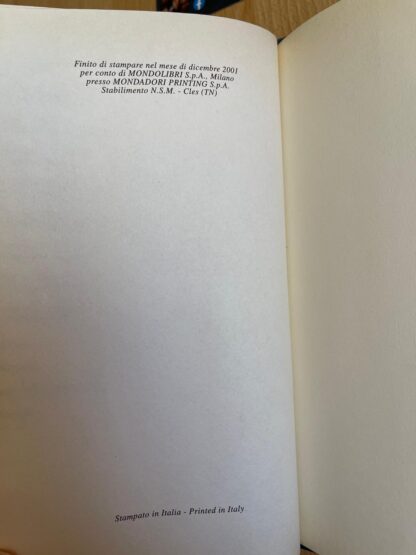 Finito di stampare nel mese di dicembre 2001
per conto di MONDOLIBRI S.p.A., Milano
presso MONDADORI PRINTING S.p.A.
Stabilimento N.S.M. - Cles (TN)
Stampato in Italia - Printed in Italy